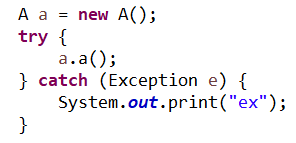 A a = new A();
try {
    a.a();
} catch (Exception e) {
    System.out.print("ex");
}